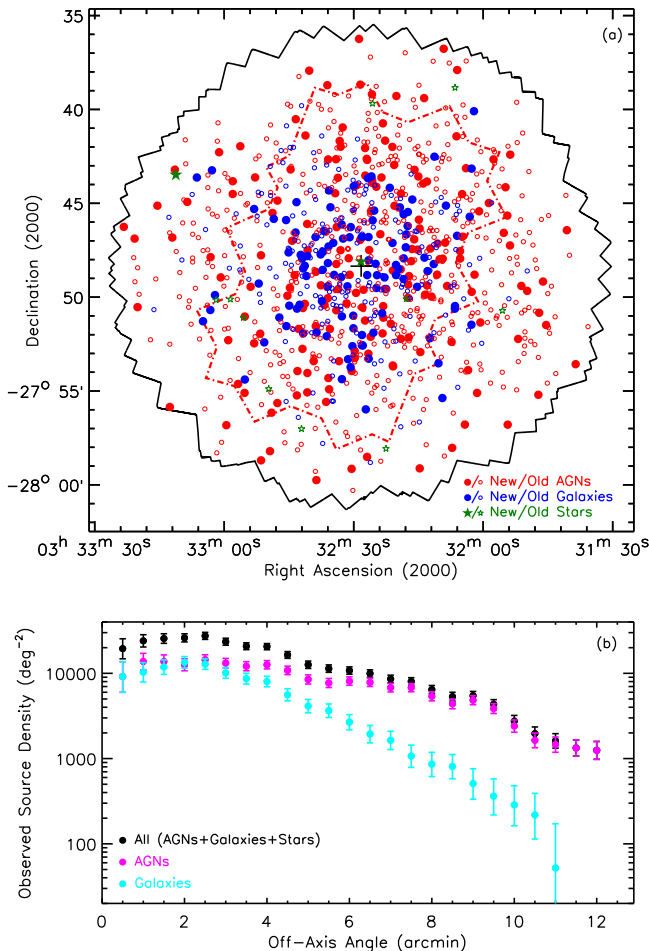 (a)
35
40
45
50
−27° 55'
−28° 00'
Declination (2000)
●/○ New/Old AGNs
●/○ New/Old Galaxies
★/☆ New/Old Stars
03ʰ 33ᵐ 30ˢ 33ᵐ 00ˢ 32ᵐ 30ˢ 32ᵐ 00ˢ 31ᵐ 30ˢ
Right Ascension (2000)
(b)
10000
1000
100
Observed Source Density (deg⁻²)
All (AGNs+Galaxies+Stars)
AGNs
Galaxies
0 2 4 6 8 10 12
Off−Axis Angle (arcmin)